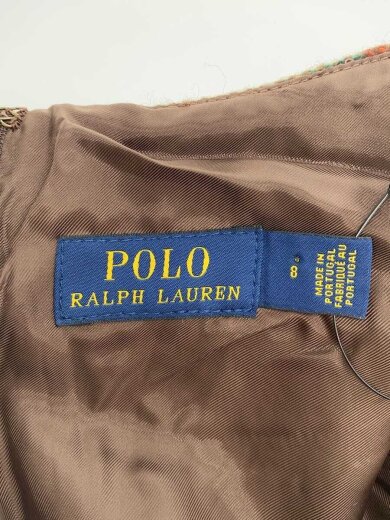 POLO
RALPH LAUREN
8
MADE IN
PORTUGAL
FABRIQUÉ AU
PORTUGAL